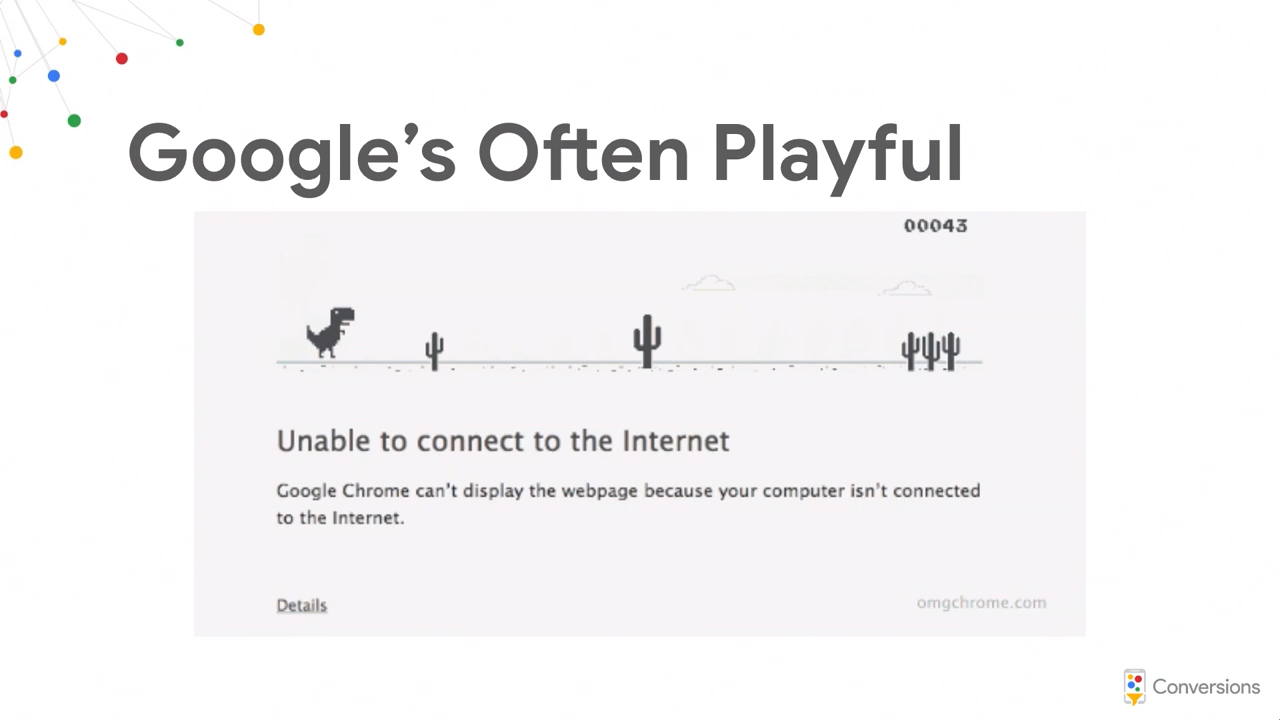 Google’s Often Playful
00043
Unable to connect to the Internet
Google Chrome can’t display the webpage because your computer isn’t connected
to the Internet.
Details
omgchrome.com
Conversions